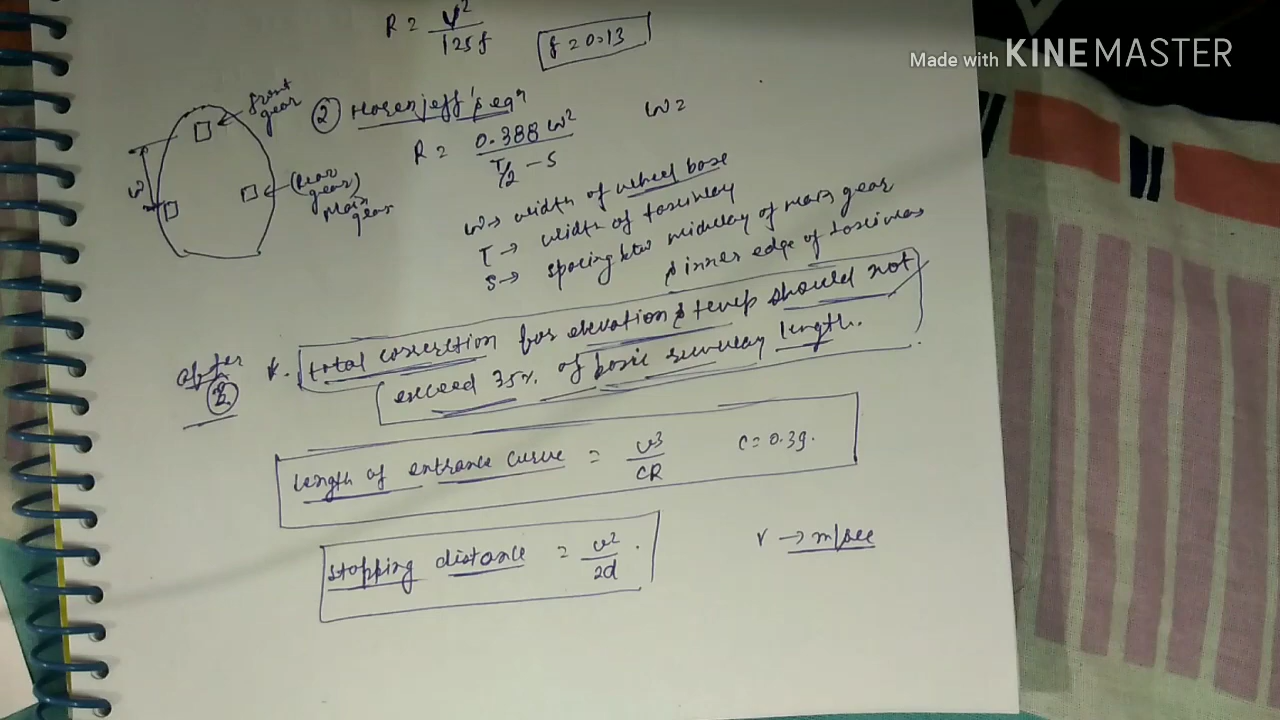 R = V²/125f
f = 0.13
Made with KINEMASTER
front gear
② Horenjeff's eqⁿ
R = 0.388 w²/(T/2 - S)
w =
w
(Rear gear)
Main gear
w → width of wheel base
T → width of taxiway
S → spacing btw midway of main gear
& inner edge of taxiway
After ②
*. total correction for elevation & temp should not
exceed 35% of basic runway length.
length of entrance curve = v³/CR C = 0.39.
stopping distance = v²/2d.
v → m/sec